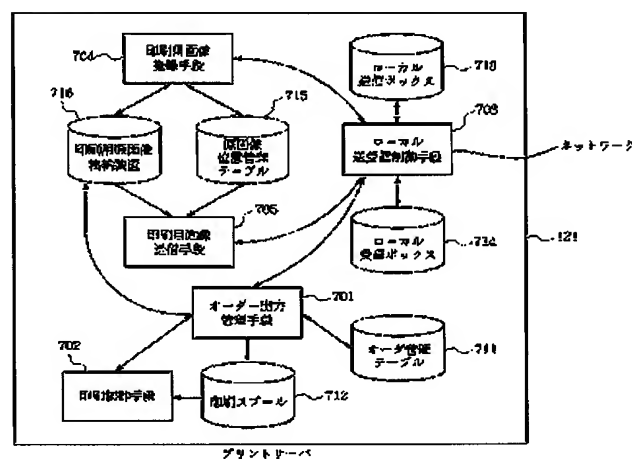 704
印刷用画像
登録手段
716
715
印刷用原画像
格納装置
原画像
位置管理
テーブル
ローカル
送信ボックス
713
703
ローカル
送受信制御手段
ネットワーク
705
印刷用画像
送信手段
ローカル
受信ボックス
714
121
701
オーダー出力
管理手段
702
印刷制御手段
印刷スプール
712
オーダ管理
テーブル
711
プリントサーバ